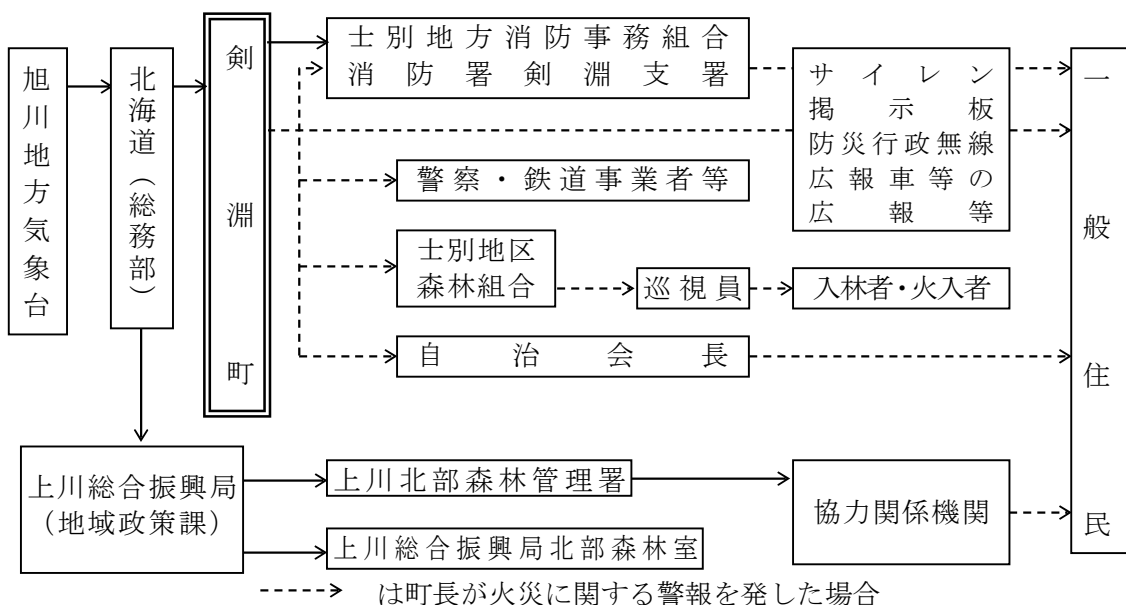 旭川地方気象台
北海道（総務部）
剣淵町
士別地方消防事務組合
消防署剣淵支署
サイレン
掲示板
防災行政無線
広報車等の
広報等
一般住民
警察・鉄道事業者等
士別地区
森林組合
巡視員
入林者・火入者
自治会長
上川総合振興局
（地域政策課）
上川北部森林管理署
協力関係機関
上川総合振興局北部森林室
は町長が火災に関する警報を発した場合